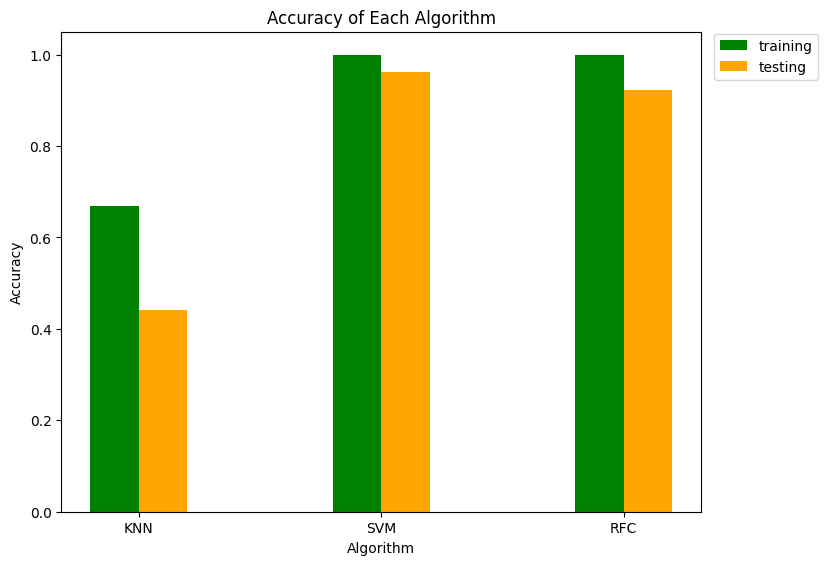 Accuracy of Each Algorithm
training
testing
Accuracy
1.0
0.8
0.6
0.4
0.2
0.0
KNN
SVM
RFC
Algorithm